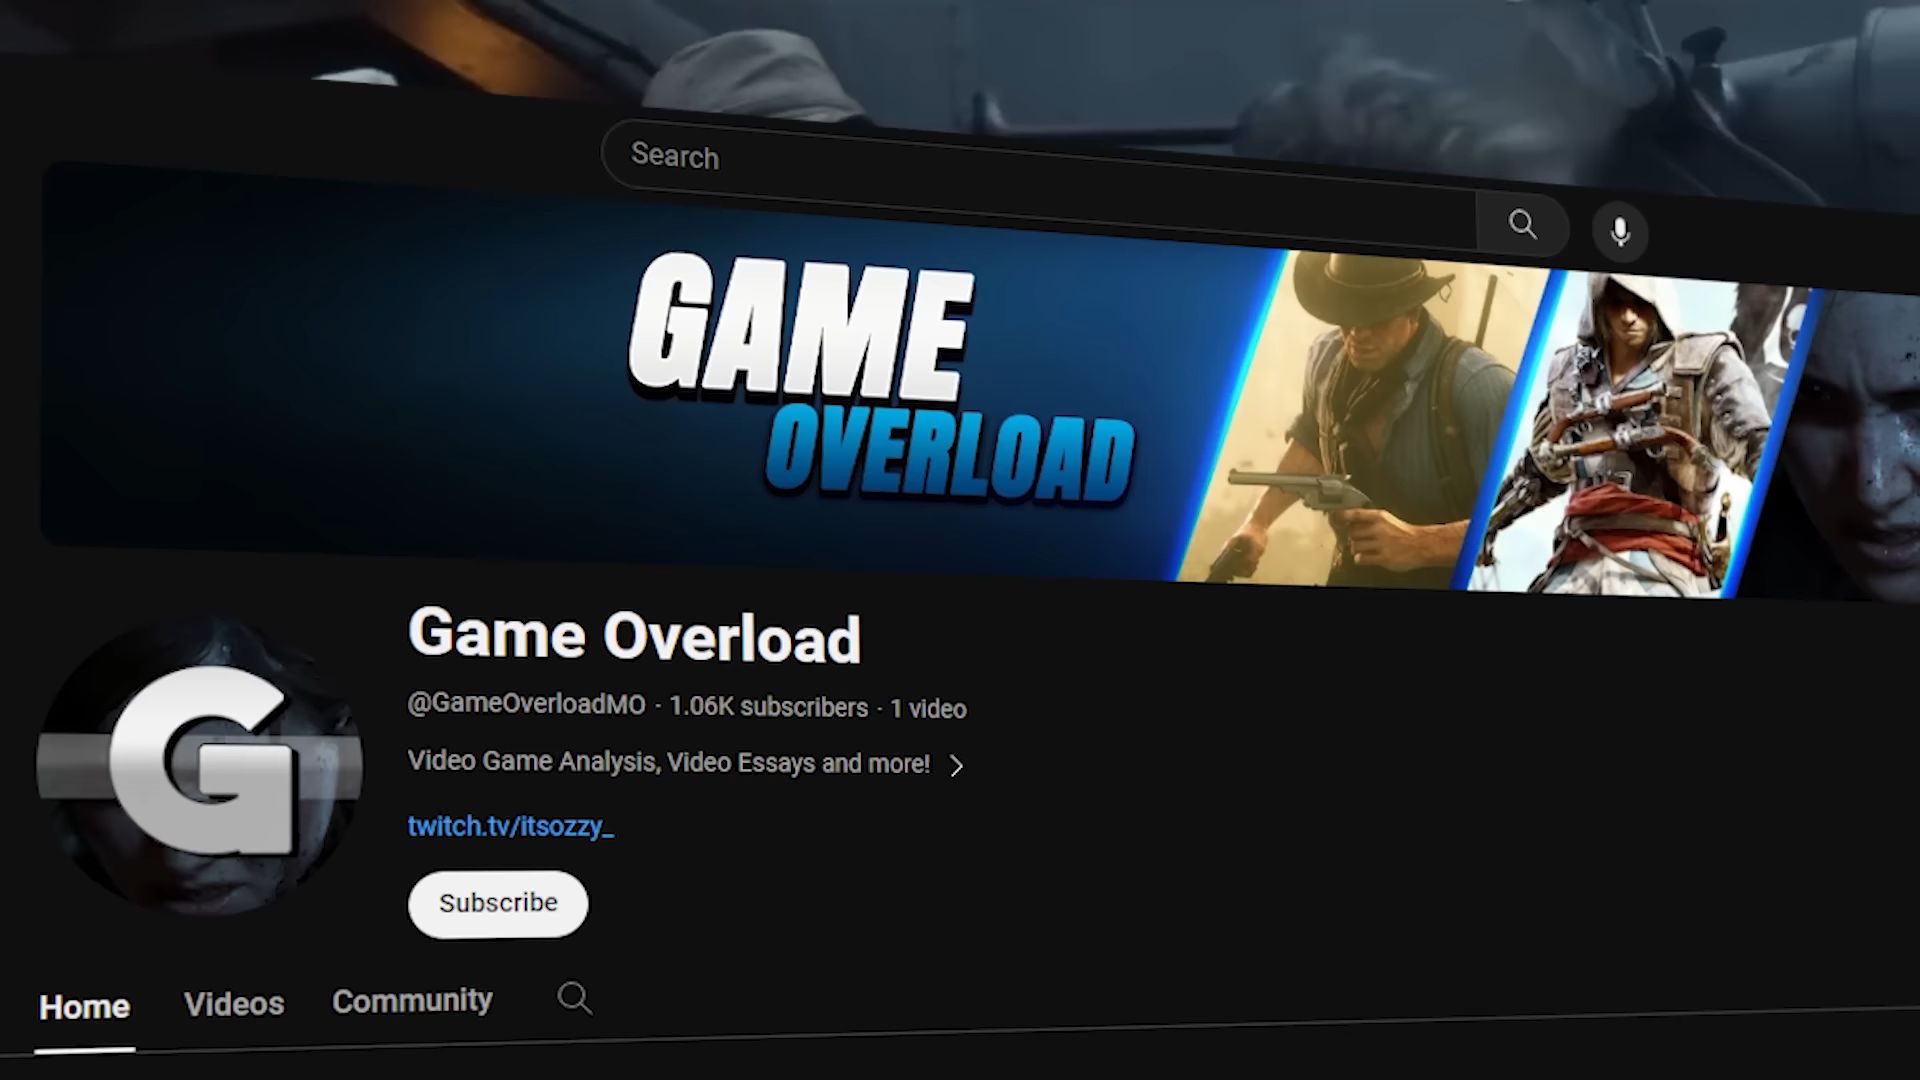 Search
GAME
OVERLOAD
Game Overload
@GameOverloadMO · 1.06K subscribers · 1 video
Video Game Analysis, Video Essays and more!
twitch.tv/itsozzy_
Subscribe
G
Home Videos Community